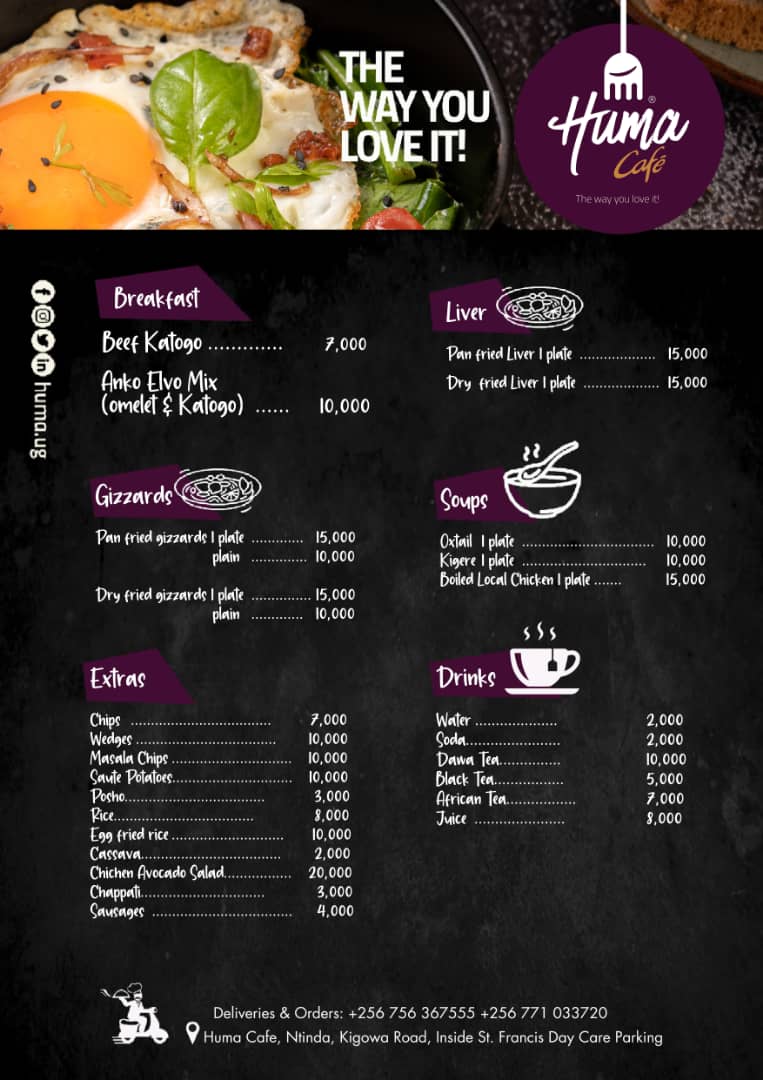 THE
WAY YOU
LOVE IT!
Huma
®
Café
The way you love it!
huma.ug
Breakfast
Beef Katogo ............. 7,000
Anko Elvo Mix
(omelet & Katogo) ...... 10,000
Liver
Pan fried Liver 1 plate ................... 15,000
Dry fried Liver 1 plate ................... 15,000
Gizzards
Pan fried gizzards 1 plate ............. 15,000
plain .............. 10,000
Dry fried gizzards 1 plate ............... 15,000
plain ............. 10,000
Soups
Oxtail 1 plate ................................. 10,000
Kigere 1 plate ............................... 10,000
Boiled Local Chicken 1 plate ....... 15,000
Extras
Chips ................................... 7,000
Wedges ................................... 10,000
Masala Chips .............................. 10,000
Saute Potatoes.............................. 10,000
Posho................................... 3,000
Rice................................... 8,000
Egg fried rice ............................ 10,000
Cassava................................... 2,000
Chichen Avocado Salad................. 20,000
Chappati............................... 3,000
Sausages ................................... 4,000
Drinks
Water ..................... 2,000
Soda........................ 2,000
Dawa Tea............... 10,000
Black Tea................. 5,000
African Tea................. 7,000
Juice ....................... 8,000
Deliveries & Orders: +256 756 367555 +256 771 033720
Huma Cafe, Ntinda, Kigowa Road, Inside St. Francis Day Care Parking